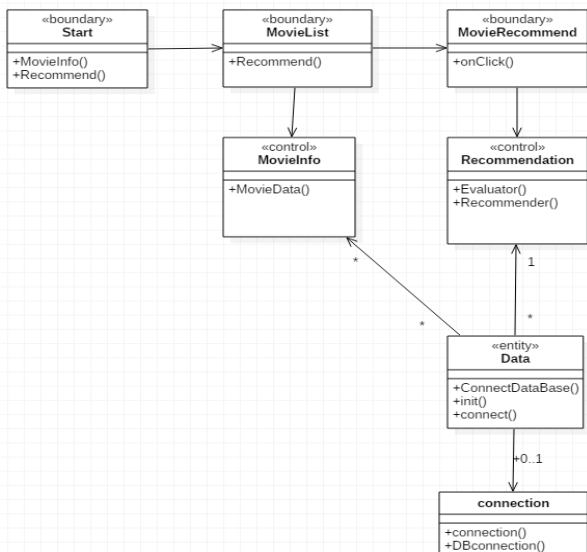 «boundary»
Start
+MovieInfo()
+Recommend()
«boundary»
MovieList
+Recommend()
«boundary»
MovieRecommend
+onClick()
«control»
MovieInfo
+MovieData()
«control»
Recommendation
+Evaluator()
+Recommender()
*
1
*
*
«entity»
Data
+ConnectDataBase()
+init()
+connect()
+0..1
connection
+connection()
+DBconnection()